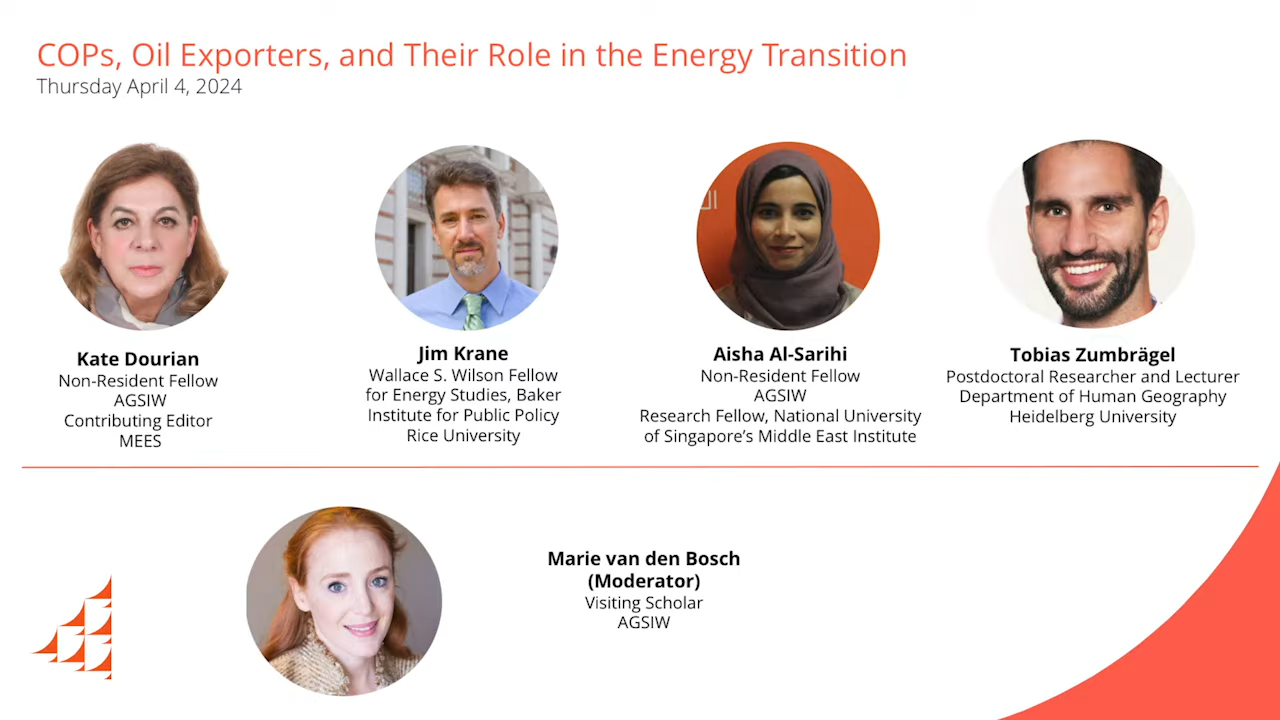 COPs, Oil Exporters, and Their Role in the Energy Transition
Thursday April 4, 2024
Kate Dourian
Non-Resident Fellow
AGSIW
Contributing Editor
MEES
Jim Krane
Wallace S. Wilson Fellow
for Energy Studies, Baker
Institute for Public Policy
Rice University
Aisha Al-Sarihi
Non-Resident Fellow
AGSIW
Research Fellow, National University
of Singapore’s Middle East Institute
Tobias Zumbrägel
Postdoctoral Researcher and Lecturer
Department of Human Geography
Heidelberg University
Marie van den Bosch
(Moderator)
Visiting Scholar
AGSIW